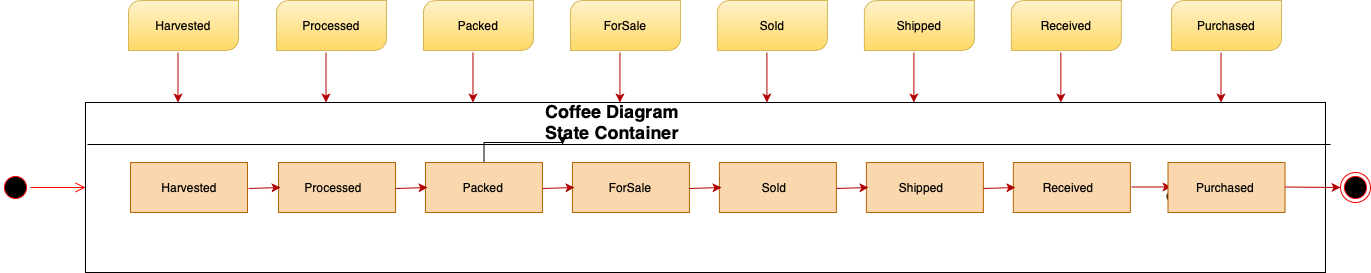 Harvested
Processed
Packed
ForSale
Sold
Shipped
Received
Purchased
Coffee Diagram
State Container
Harvested
Processed
Packed
ForSale
Sold
Shipped
Received
Purchased